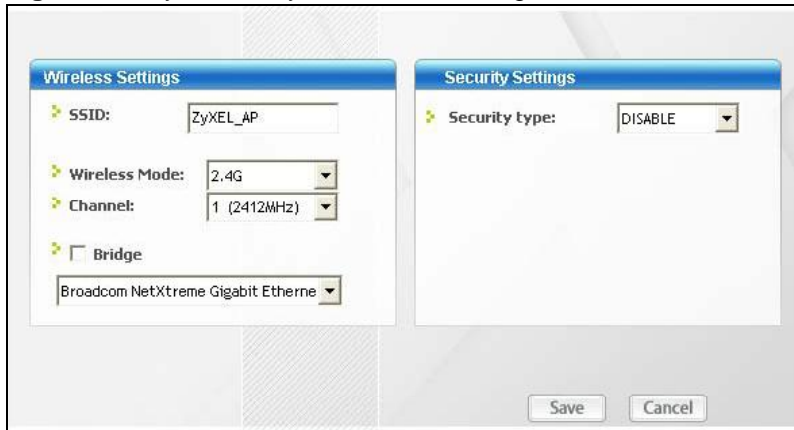 Wireless Settings
SSID: ZyXEL_AP
Wireless Mode: 2.4G
Channel: 1 (2412MHz)
Bridge
Broadcom NetXtreme Gigabit Etherne
Security Settings
Security type: DISABLE
Save Cancel